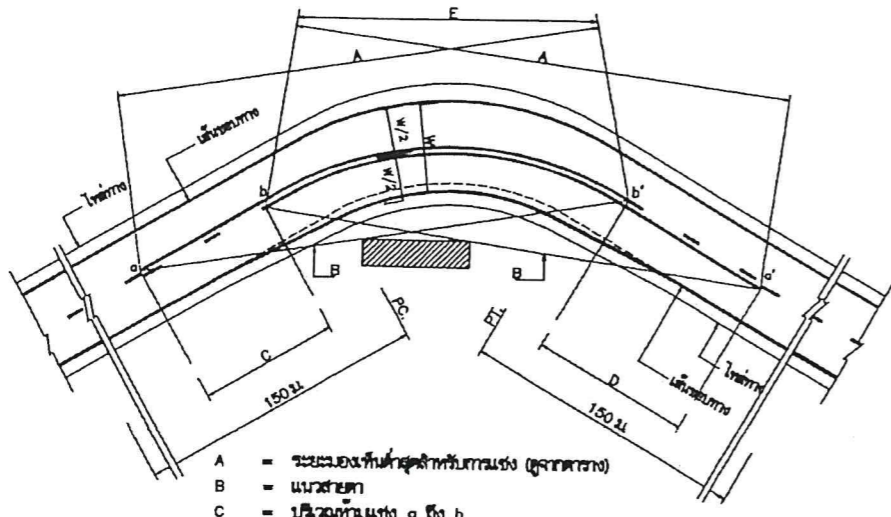 E
A
A
เส้นขอบทาง
ไหล่ทาง
W/2
W
W/2
b
b'
a
a'
B
B
P.C.
P.T.
C
D
ไหล่ทาง
เส้นขอบทาง
150 ม
150 ม
A = ระยะมองเห็นต่ำสุดสำหรับการแซง (ดูจากตาราง)
B = แนวสายตา
C = บริเวณห้ามแซง a ถึง b